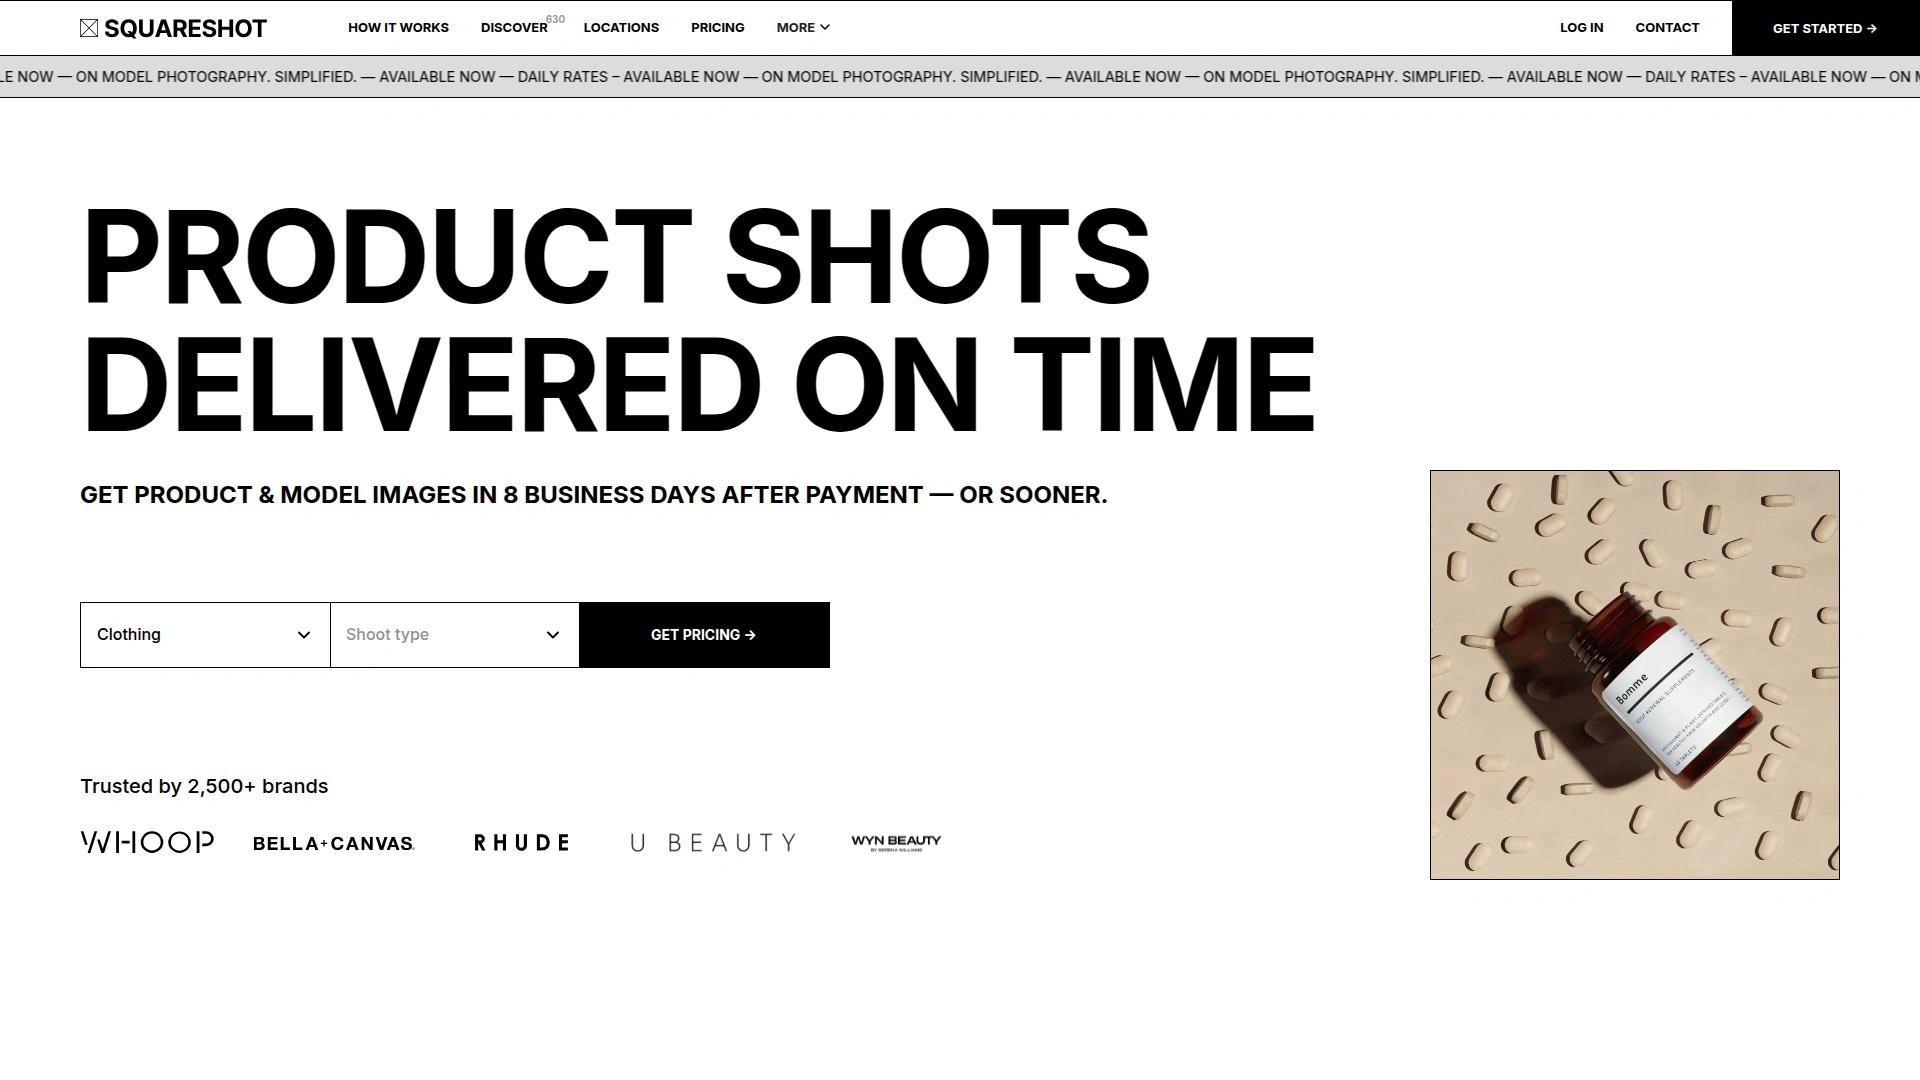 SQUARESHOT
HOW IT WORKS
DISCOVER 630
LOCATIONS
PRICING
MORE
LOG IN
CONTACT
GET STARTED →
LE NOW — ON MODEL PHOTOGRAPHY. SIMPLIFIED. — AVAILABLE NOW — DAILY RATES – AVAILABLE NOW — ON MODEL PHOTOGRAPHY. SIMPLIFIED. — AVAILABLE NOW — ON MODEL PHOTOGRAPHY. SIMPLIFIED. — AVAILABLE NOW — DAILY RATES – AVAILABLE NOW — ON
PRODUCT SHOTS
DELIVERED ON TIME
GET PRODUCT & MODEL IMAGES IN 8 BUSINESS DAYS AFTER PAYMENT — OR SOONER.
Clothing
Shoot type
GET PRICING →
Trusted by 2,500+ brands
WHOOP
BELLA+CANVAS
RHUDE
U BEAUTY
WYN BEAUTY
BY SERENA WILLIAMS
Bomme